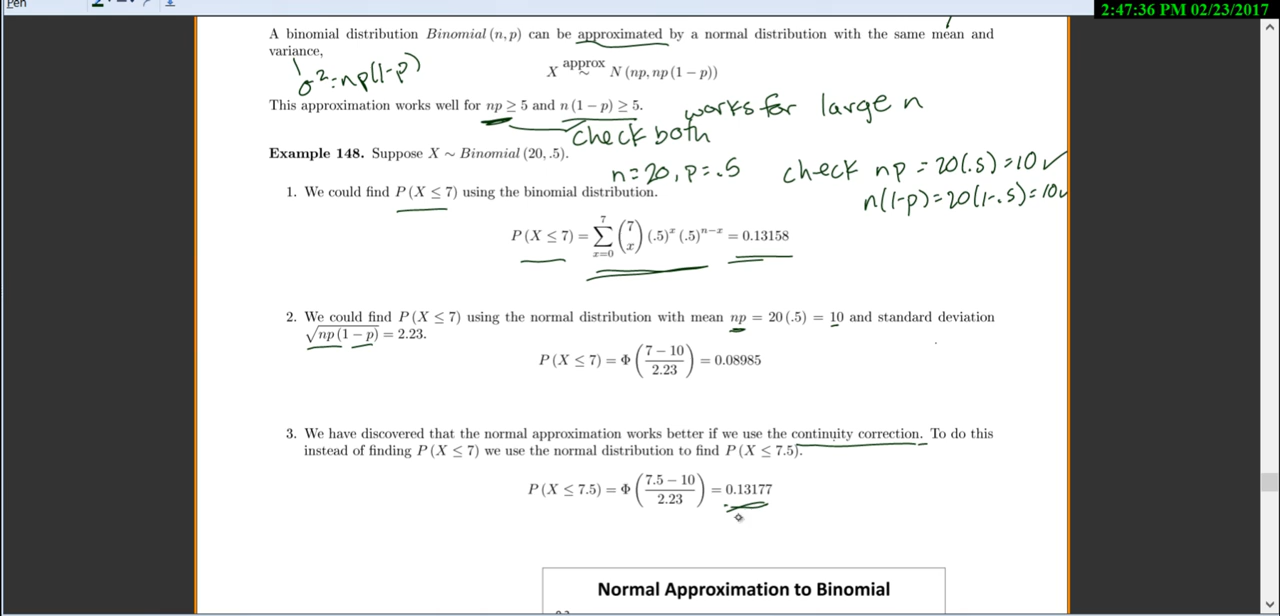 Pen
2:47:36 PM 02/23/2017
A binomial distribution Binomial (n, p) can be approximated by a normal distribution with the same mean and
variance,
σ²=np(1-p)
X approx ~ N (np, np (1 − p))
This approximation works well for np ≥ 5 and n (1 − p) ≥ 5.
works for large n
check both
Example 148. Suppose X ∼ Binomial (20, .5).
n=20, p=.5
check np = 20(.5)=10 ✓
n(1-p)=20(1-.5)=10✓
1. We could find P (X ≤ 7) using the binomial distribution.
P (X ≤ 7) = ∑_{x=0}^{7} (7 x) (.5)^x (.5)^{n−x} = 0.13158
2. We could find P (X ≤ 7) using the normal distribution with mean np = 20 (.5) = 10 and standard deviation
√np (1 − p) = 2.23.
P (X ≤ 7) = Φ ( (7 − 10) / 2.23 ) = 0.08985
3. We have discovered that the normal approximation works better if we use the continuity correction. To do this
instead of finding P (X ≤ 7) we use the normal distribution to find P (X ≤ 7.5).
P (X ≤ 7.5) = Φ ( (7.5 − 10) / 2.23 ) = 0.13177
Normal Approximation to Binomial